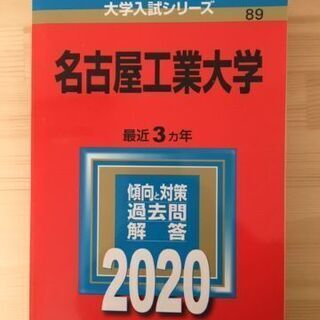 大学入試シリーズ
89
名古屋工業大学
最近3ヵ年
傾向と対策
過去問
解答
2020